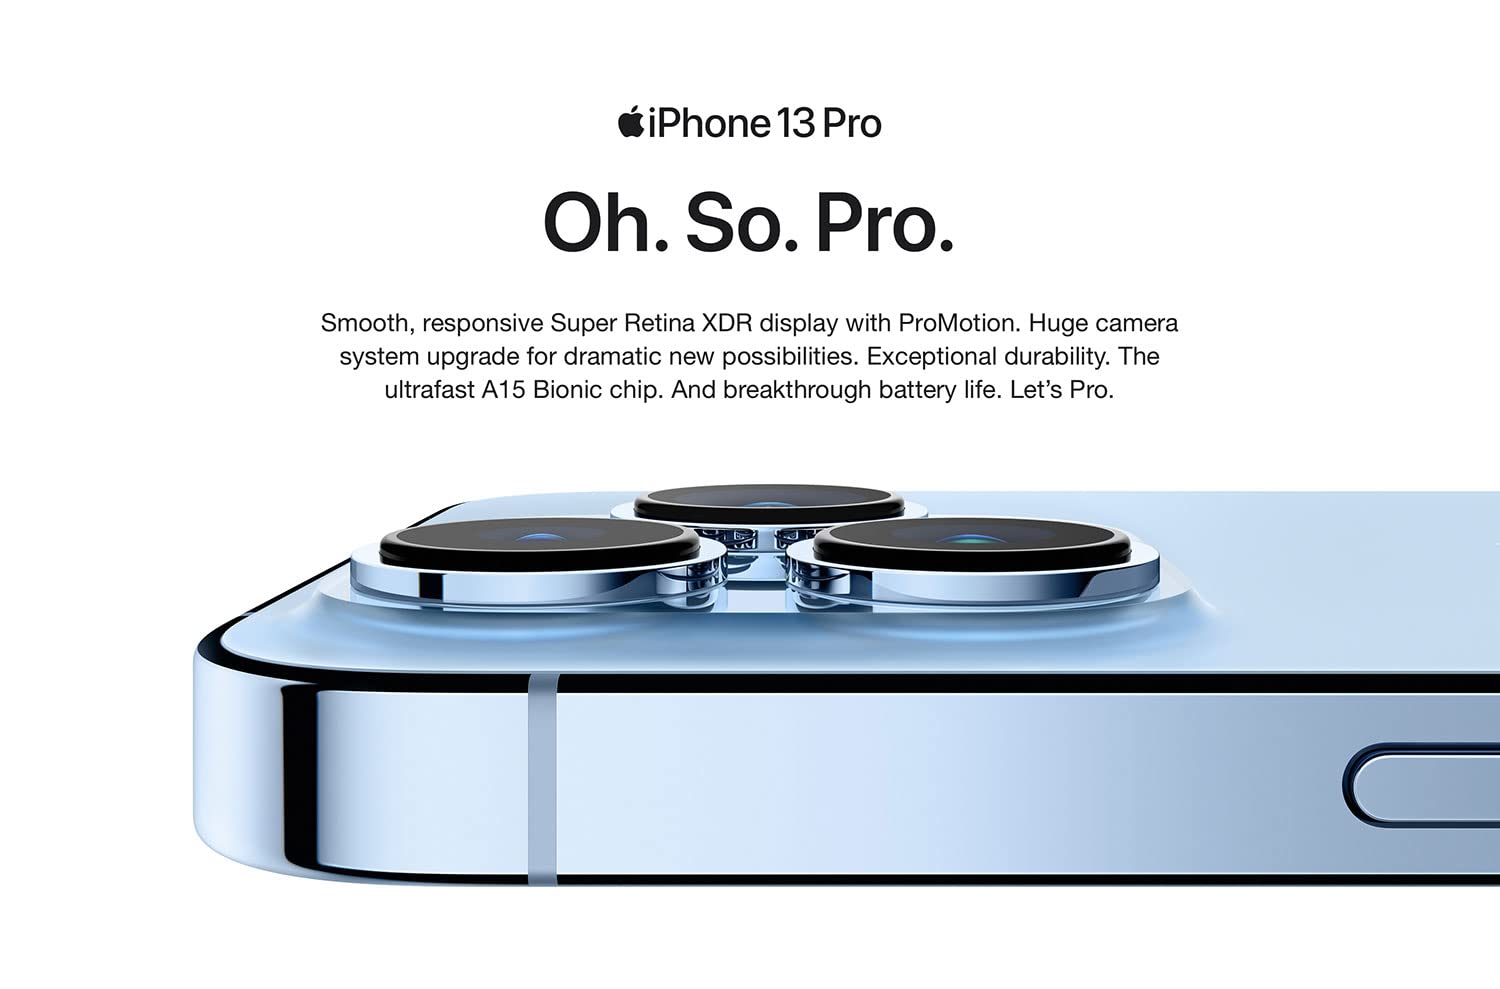 iPhone 13 Pro
Oh. So. Pro.
Smooth, responsive Super Retina XDR display with ProMotion. Huge camera
system upgrade for dramatic new possibilities. Exceptional durability. The
ultrafast A15 Bionic chip. And breakthrough battery life. Let’s Pro.